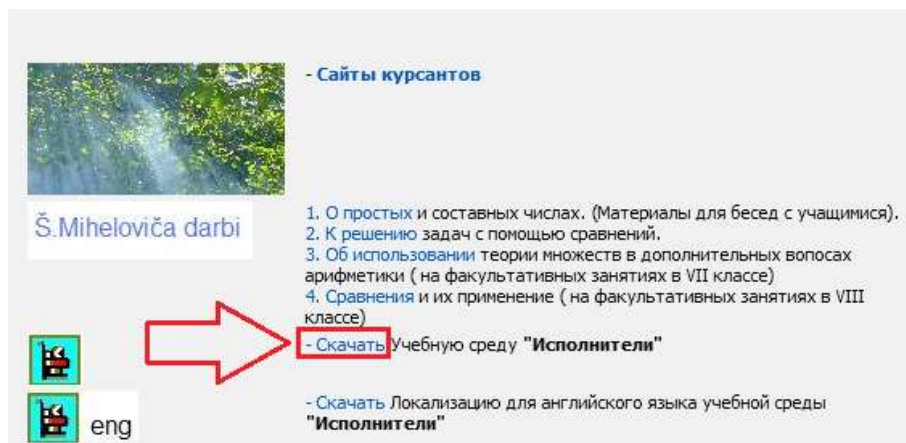 - Сайты курсантов
Š.Miheloviča darbi
1. О простых и составных числах. (Материалы для бесед с учащимися).
2. К решению задач с помощью сравнений.
3. Об использовании теории множеств в дополнительных вопосах
арифметики ( на факультативных занятиях в VII классе)
4. Сравнения и их применение ( на факультативных занятиях в VIII
классе)
- Скачать Учебную среду "Исполнители"
eng
- Скачать Локализацию для английского языка учебной среды
"Исполнители"